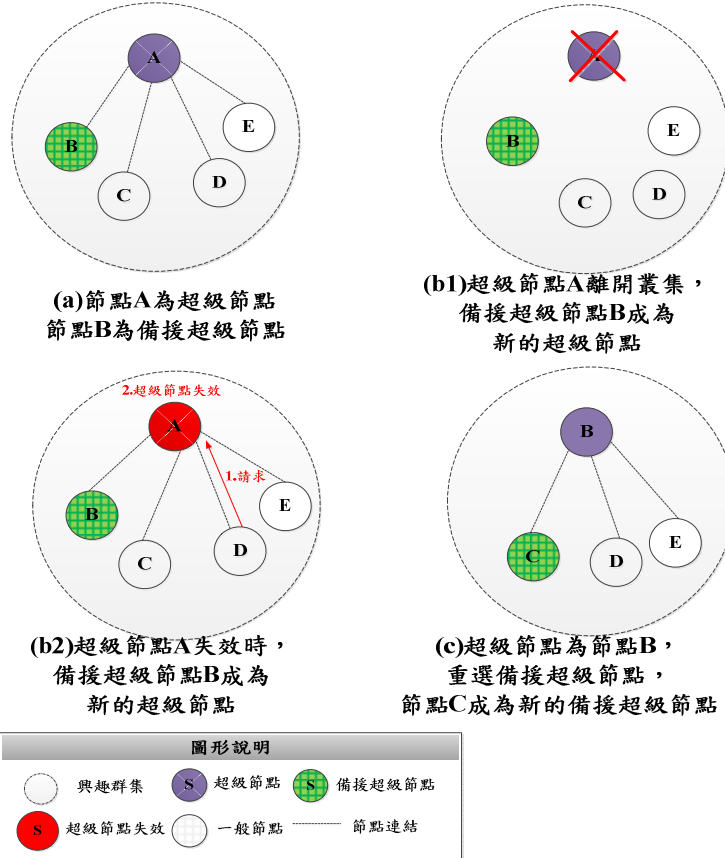 A
B
C
D
E
(a)節點A為超級節點
節點B為備援超級節點
A
B
C
D
E
(b1)超級節點A離開叢集,
備援超級節點B成為
新的超級節點
2.超級節點失效
A
1.請求
B
C
D
E
(b2)超級節點A失效時,
備援超級節點B成為
新的超級節點
B
C
D
E
(c)超級節點為節點B,
重選備援超級節點,
節點C成為新的備援超級節點
圖形說明
興趣群集
S 超級節點
S 備援超級節點
S 超級節點失效
一般節點
節點連結